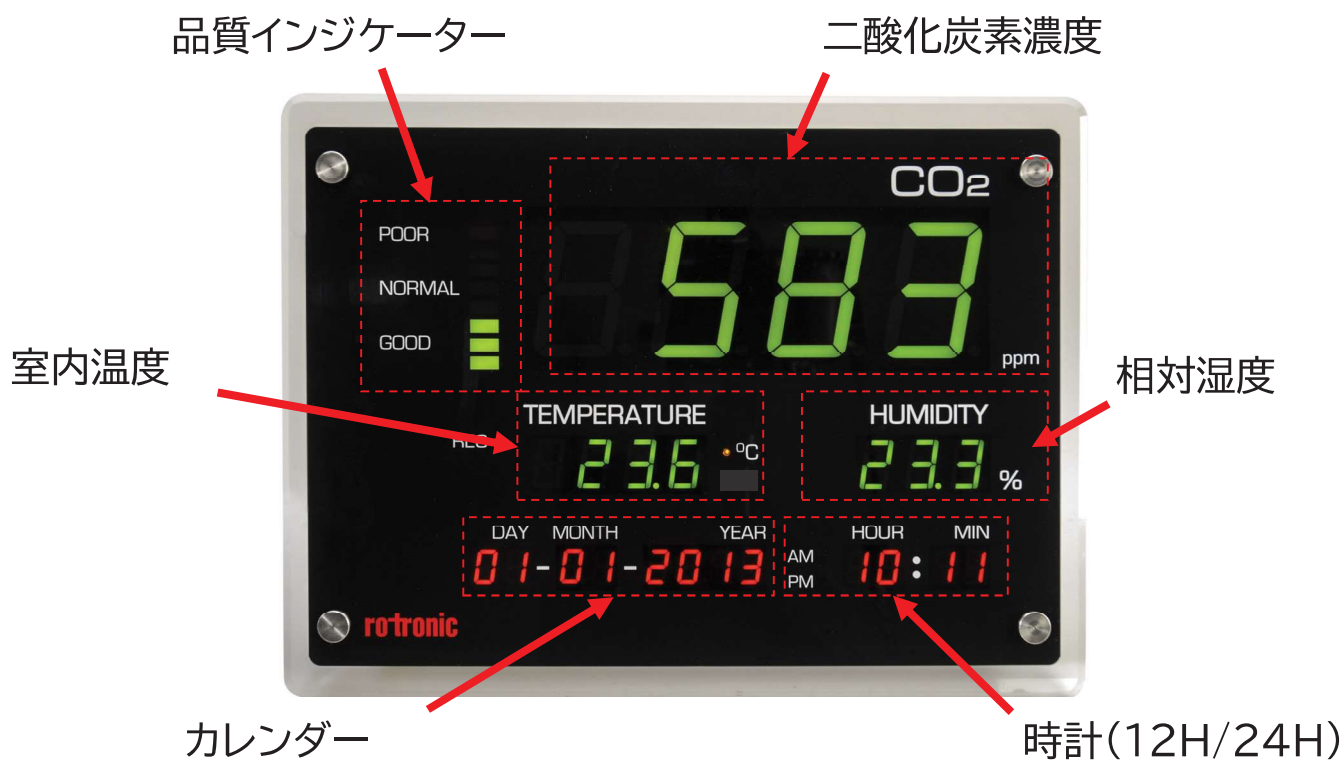 品質インジケーター
二酸化炭素濃度
CO2
POOR
NORMAL
GOOD
583
ppm
室内温度
相対湿度
TEMPERATURE
HUMIDITY
23.6
°C
23.3
%
DAY MONTH YEAR
HOUR MIN
01-01-2013
AM
PM
10:11
rotronic
カレンダー
時計(12H/24H)